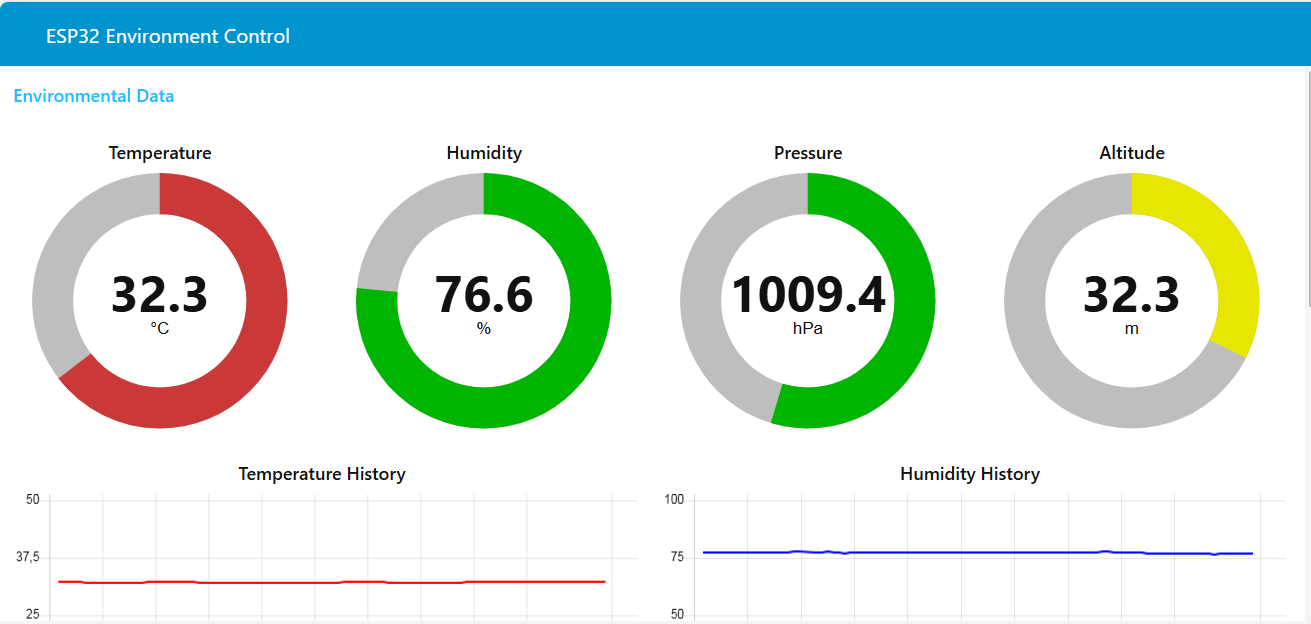 ESP32 Environment Control
Environmental Data
Temperature Humidity Pressure Altitude
32.3 76.6 1009.4 32.3
°C % hPa m
Temperature History Humidity History
50 100
37,5 75
25 50